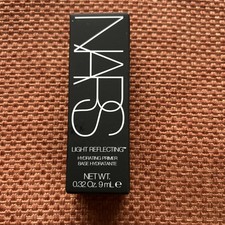 NARS
LIGHT REFLECTING™
HYDRATING PRIMER
BASE HYDRATANTE
NET WT.
0.32 Oz. 9 mL ℮